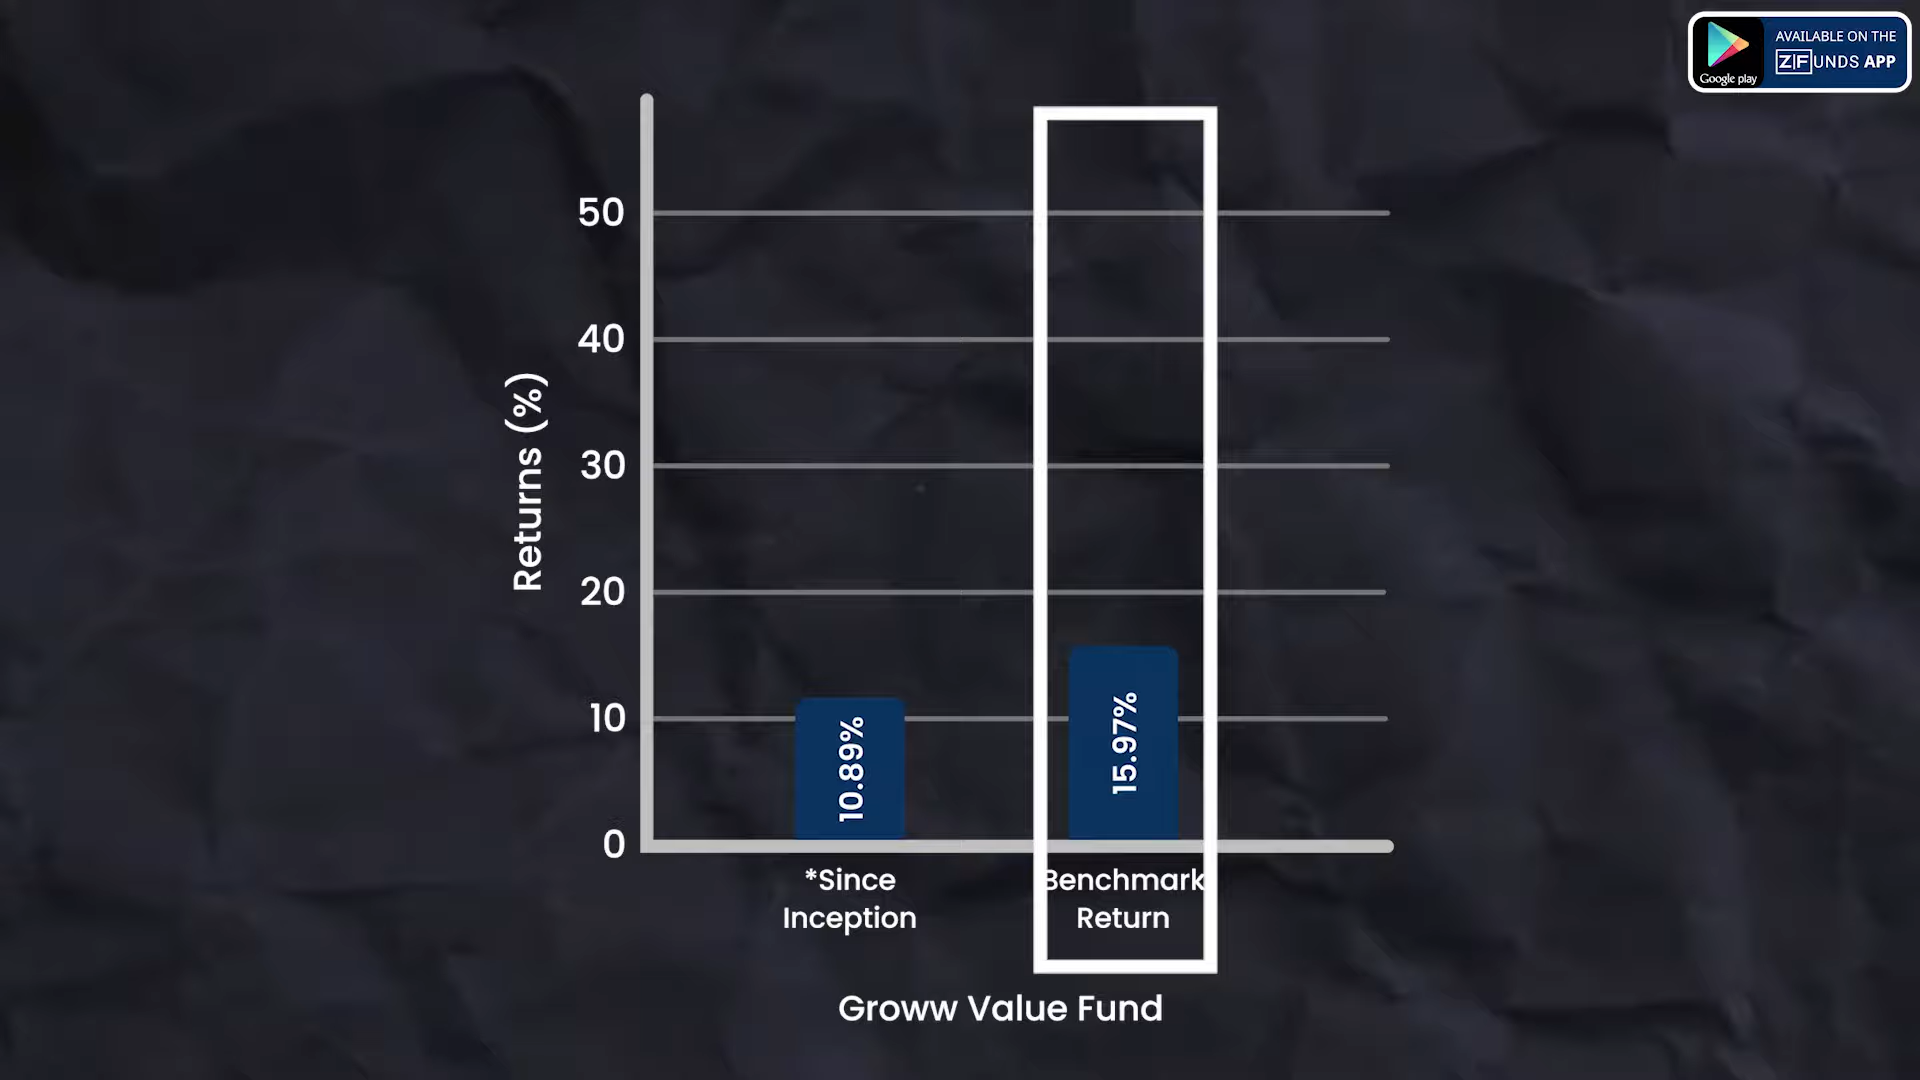 AVAILABLE ON THE
ZFUNDS APP
Google play
50
40
30
20
10
0
Returns (%)
10.89%
15.97%
*Since
Inception
Benchmark
Return
Groww Value Fund